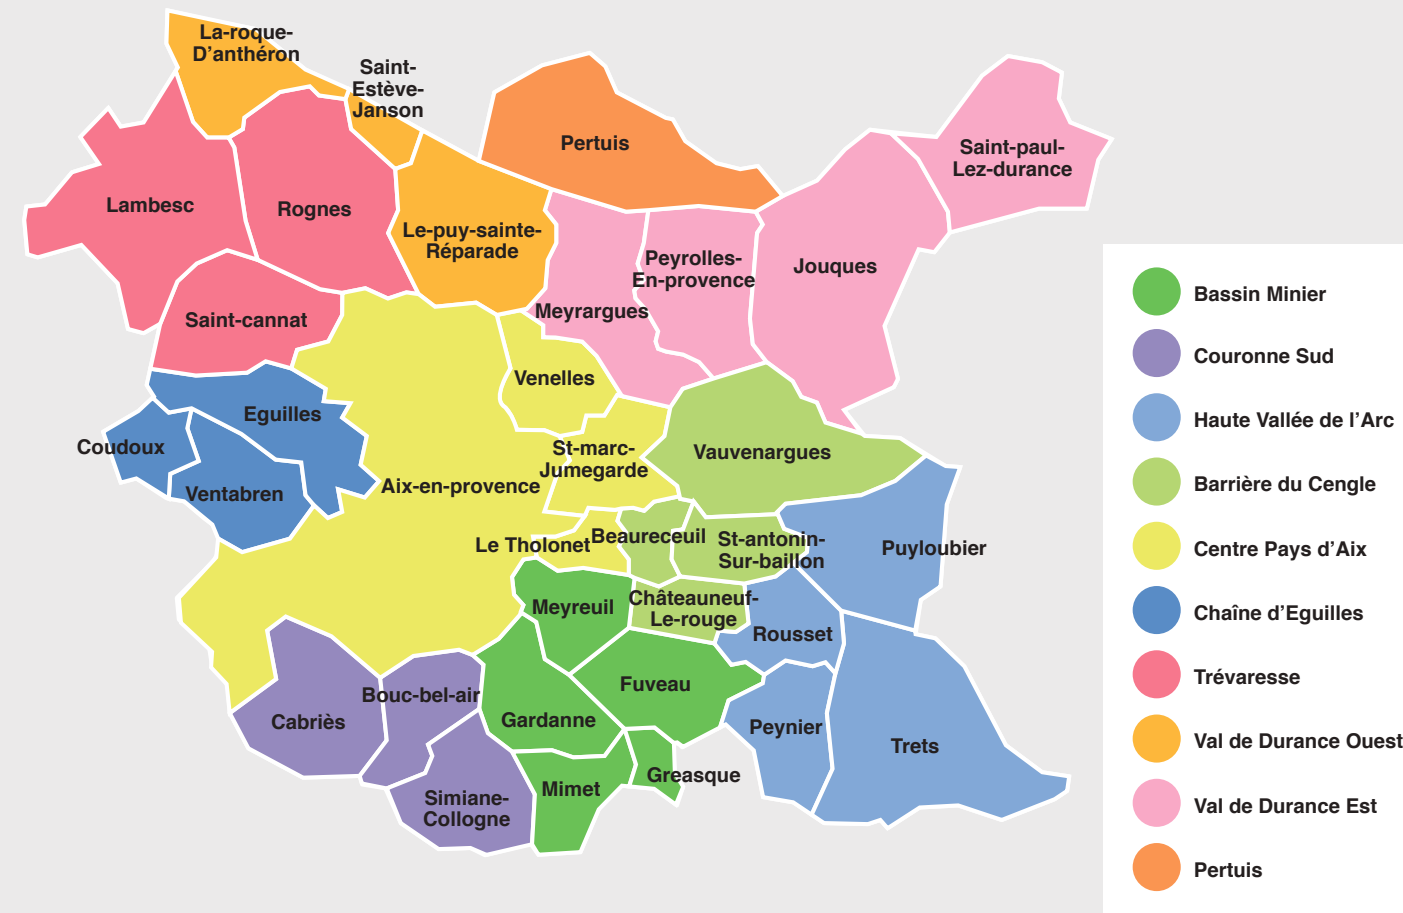 La-roque-
D'anthéron
Saint-
Estève-
Janson
Pertuis
Saint-paul-
Lez-durance
Lambesc
Rognes
Le-puy-sainte-
Réparade
Peyrolles-
En-provence
Jouques
Meyrargues
Saint-cannat
Venelles
Eguilles
Coudoux
Ventabren
Aix-en-provence
St-marc-
Jumegarde
Vauvenargues
Le Tholonet
Beaureceuil
St-antonin-
Sur-baillon
Puyloubier
Meyreuil
Châteauneuf-
Le-rouge
Rousset
Fuveau
Bouc-bel-air
Cabriès
Gardanne
Peynier
Trets
Greasque
Mimet
Simiane-
Collogne
Bassin Minier
Couronne Sud
Haute Vallée de l'Arc
Barrière du Cengle
Centre Pays d'Aix
Chaîne d'Eguilles
Trévaresse
Val de Durance Ouest
Val de Durance Est
Pertuis